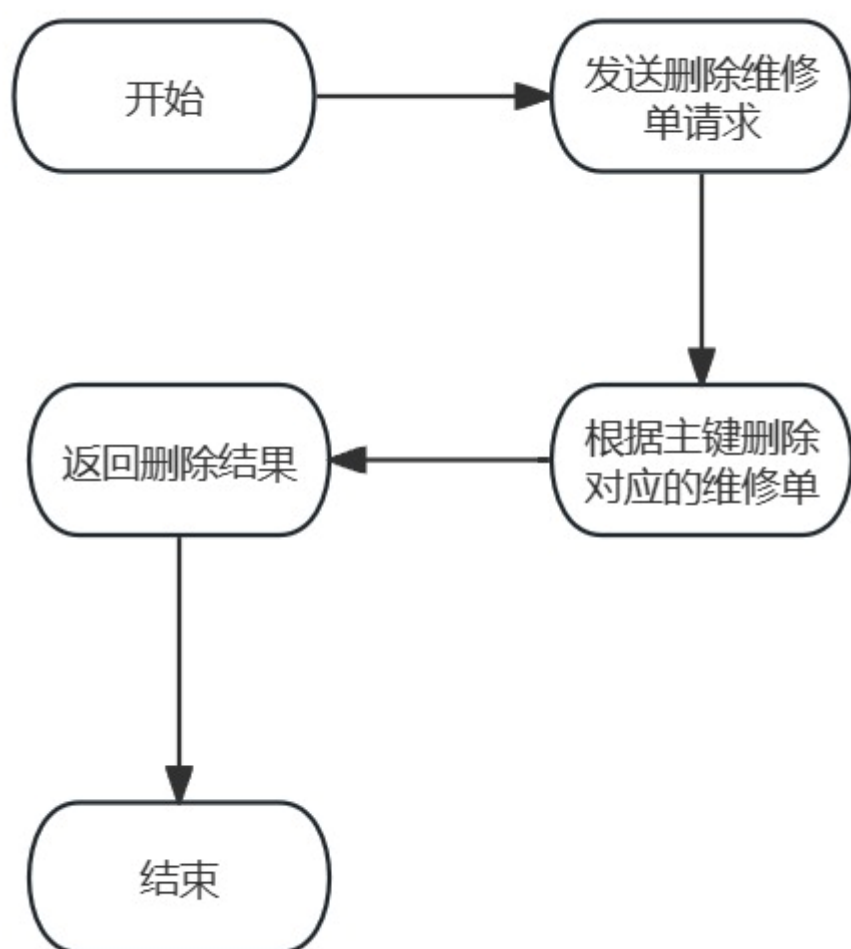 开始
发送删除维修
单请求
根据主键删除
对应的维修单
返回删除结果
结束